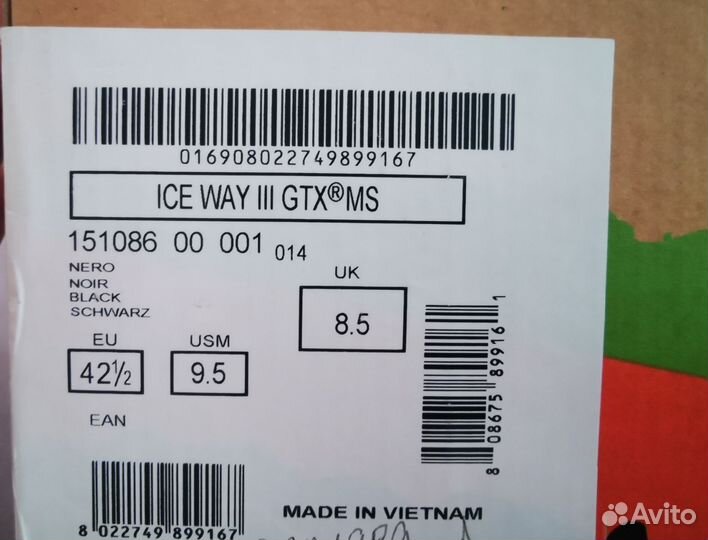 016908022749899167
ICE WAY III GTX®MS
151086 00 001 014
NERO
NOIR
BLACK
SCHWARZ
UK
8.5
EU
42½
USM
9.5
EAN
8 08675 89916 1
8 022749 899167
MADE IN VIETNAM
Avito